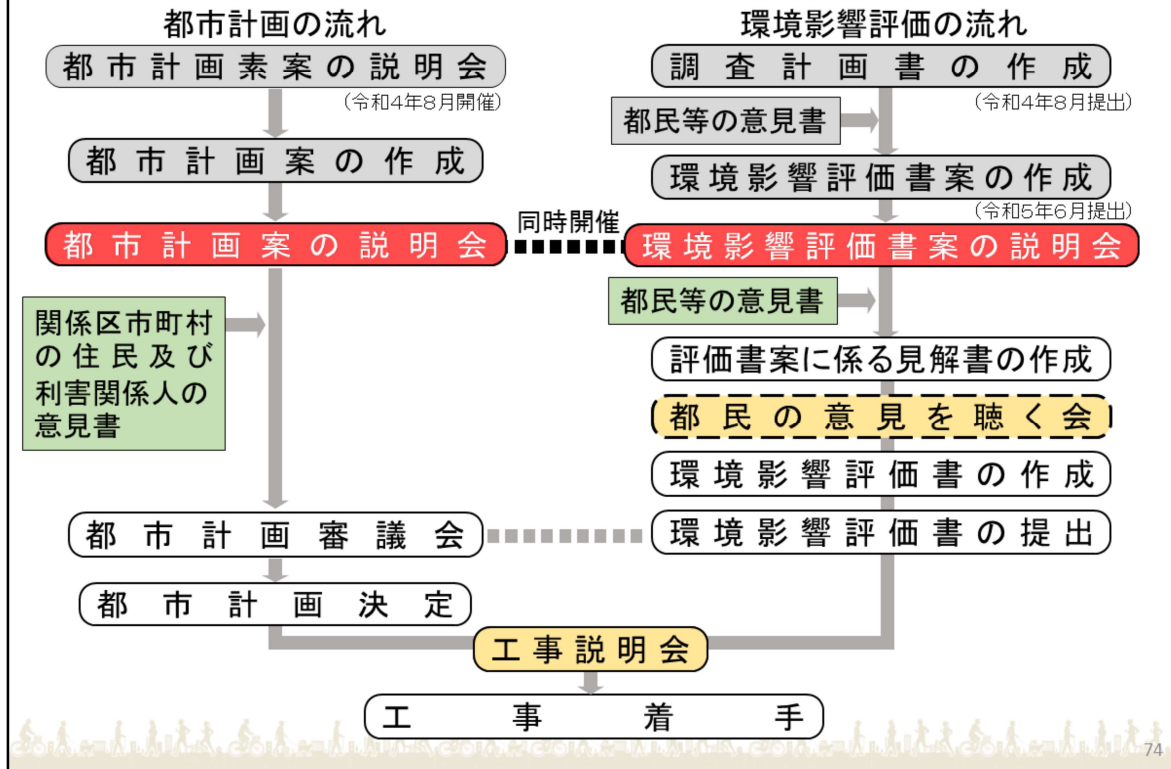 都市計画の流れ
都市計画素案の説明会
(令和4年8月開催)
都市計画案の作成
都市計画案の説明会
同時開催
関係区市町村
の住民及び
利害関係人の
意見書
都市計画審議会
都市計画決定
環境影響評価の流れ
調査計画書の作成
(令和4年8月提出)
都民等の意見書
環境影響評価書案の作成
(令和5年6月提出)
環境影響評価書案の説明会
都民等の意見書
評価書案に係る見解書の作成
都民の意見を聴く会
環境影響評価書の作成
環境影響評価書の提出
工事説明会
工事着手
74